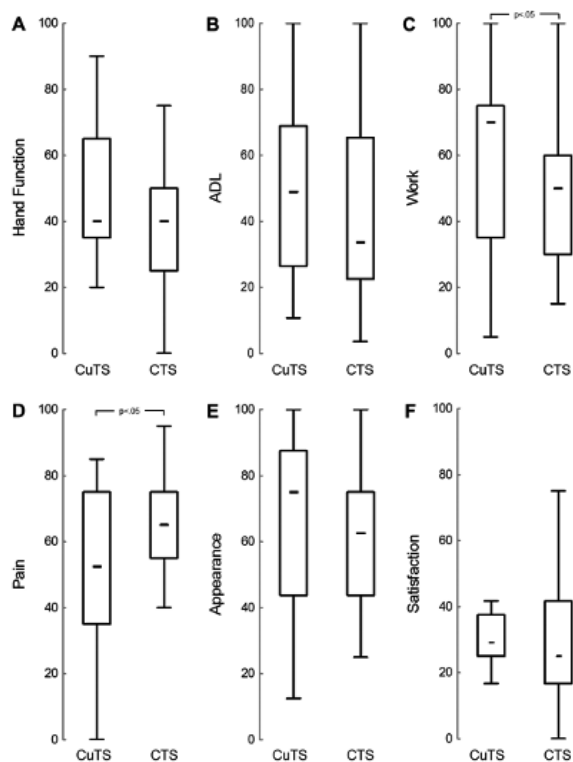 A
100
80
60
40
20
0
Hand Function
CuTS
CTS
B
100
80
60
40
20
0
ADL
CuTS
CTS
C
100
80
60
40
20
0
Work
p<.05
CuTS
CTS
D
100
80
60
40
20
0
Pain
p<.05
CuTS
CTS
E
100
80
60
40
20
0
Appearance
CuTS
CTS
F
100
80
60
40
20
0
Satisfaction
CuTS
CTS